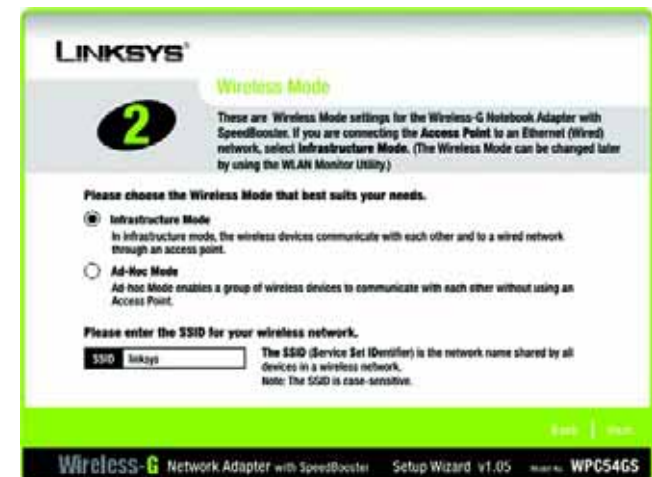 LINKSYS®
Wireless Mode
2
These are Wireless Mode settings for the Wireless-G Notebook Adapter with
SpeedBooster. If you are connecting the Access Point to an Ethernet (Wired)
network, select Infrastructure Mode. (The Wireless Mode can be changed later
by using the WLAN Monitor Utility.)
Please choose the Wireless Mode that best suits your needs.
Infrastructure Mode
In infrastructure mode, the wireless devices communicate with each other and to a wired network
through an access point.
Ad-Hoc Mode
Ad-hoc Mode enables a group of wireless devices to communicate with each other without using an
Access Point.
Please enter the SSID for your wireless network.
SSID linksys
The SSID (Service Set IDentifier) is the network name shared by all
devices in a wireless network.
Note: The SSID is case-sensitive.
Back | Next
Wireless-G Network Adapter with SpeedBooster Setup Wizard v1.05 Model No. WPC54GS